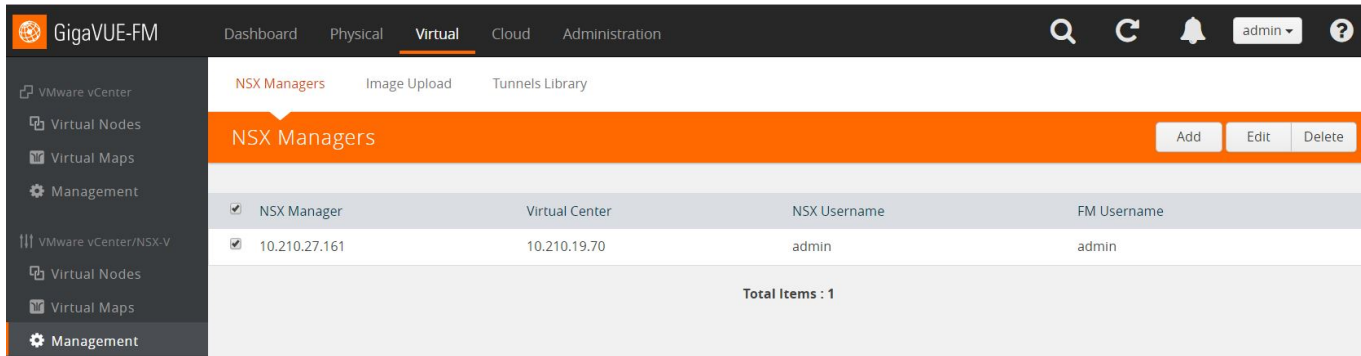 GigaVUE-FM Dashboard Physical Virtual Cloud Administration admin
VMware vCenter
Virtual Nodes
Virtual Maps
Management
VMware vCenter/NSX-V
Virtual Nodes
Virtual Maps
Management
NSX Managers Image Upload Tunnels Library
NSX Managers Add Edit Delete
NSX Manager Virtual Center NSX Username FM Username
10.210.27.161 10.210.19.70 admin admin
Total Items : 1